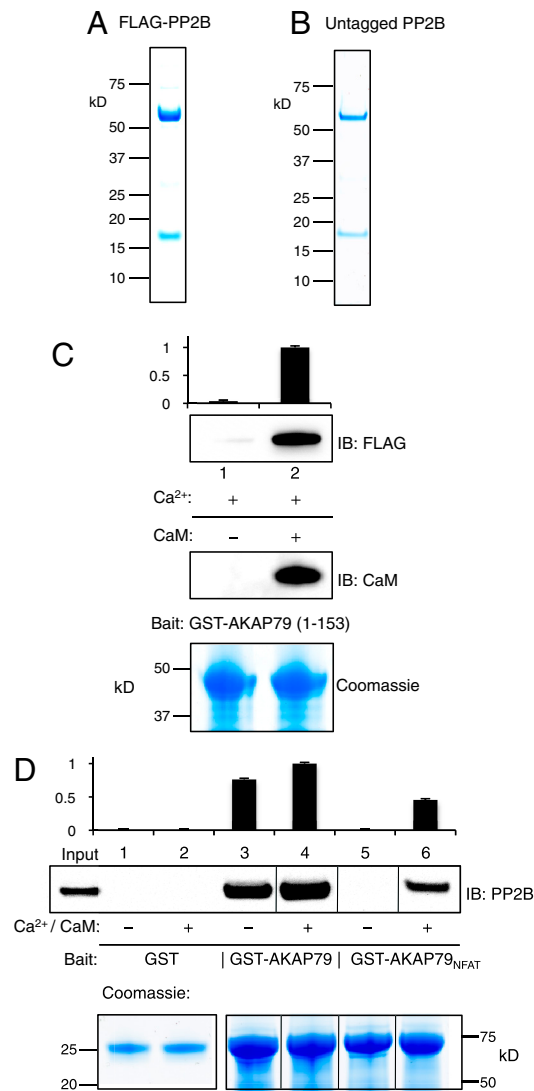 A FLAG-PP2B
kD
75
50
37
25
20
15
10
B Untagged PP2B
kD
75
50
37
25
20
15
10
C
1
0.5
0
IB: FLAG
1 2
Ca²⁺: + +
CaM: – +
IB: CaM
Bait: GST-AKAP79 (1-153)
50
kD
37
Coomassie
D
1
0.5
0
Input 1 2 3 4 5 6
IB: PP2B
Ca²⁺/ CaM: – + – + – +
Bait: GST | GST-AKAP79 | GST-AKAP79NFAT
Coomassie:
25
20
75
kD
50